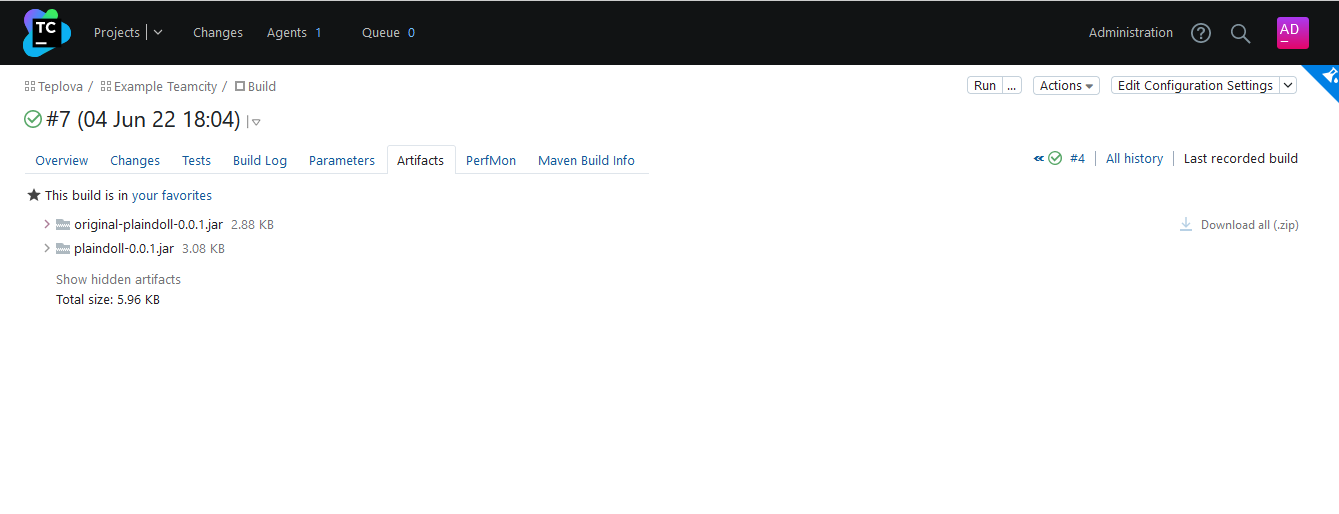 TC Projects Changes Agents 1 Queue 0 Administration ? AD
Teplova / Example Teamcity / Build Run ... Actions Edit Configuration Settings
#7 (04 Jun 22 18:04)
Overview Changes Tests Build Log Parameters Artifacts PerfMon Maven Build Info #4 All history Last recorded build
This build is in your favorites
original-plaindoll-0.0.1.jar 2.88 KB Download all (.zip)
plaindoll-0.0.1.jar 3.08 KB
Show hidden artifacts
Total size: 5.96 KB